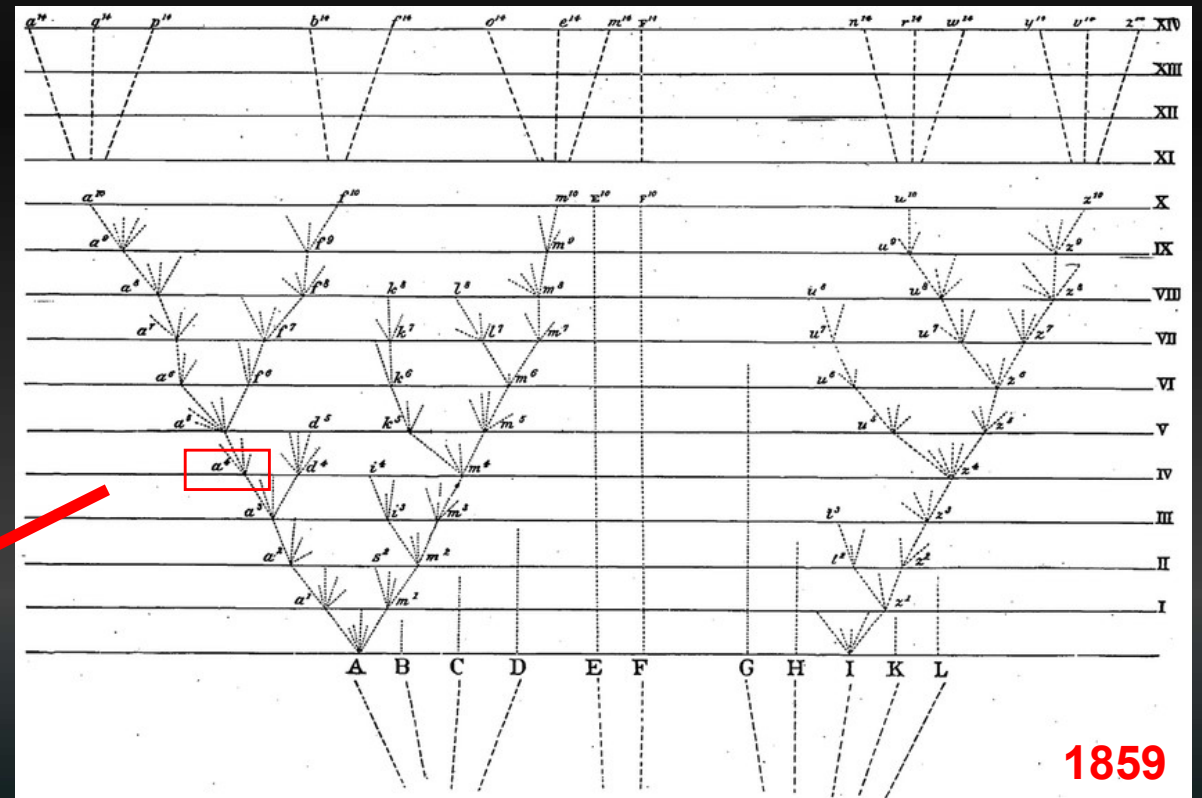 a¹⁴ q¹⁴ p¹⁴ b¹⁴ f¹⁴ o¹⁴ e¹⁴ m¹⁴ F¹⁴ n¹⁴ r¹⁴ w¹⁴ y¹⁴ v¹⁴ z¹⁴ XIV
XIII
XII
XI
a¹⁰ f¹⁰ m¹⁰ E¹⁰ F¹⁰ u¹⁰ z¹⁰ X
a⁹ f⁹ m⁹ u⁹ z⁹ IX
a⁸ f⁸ k⁸ l⁸ m⁸ u⁸ u⁸ z⁸ VIII
a⁷ f⁷ k⁷ l⁷ m⁷ u⁷ u⁷ z⁷ VII
a⁶ f⁶ k⁶ m⁶ u⁶ z⁶ VI
a⁵ d⁵ k⁵ m⁵ u⁵ z⁵ V
a⁴ d⁴ i⁴ m⁴ z⁴ IV
a³ i³ m³ t³ z³ III
a² s² m² t² z² II
a¹ m¹ z¹ I
A B C D E F G H I K L
1859